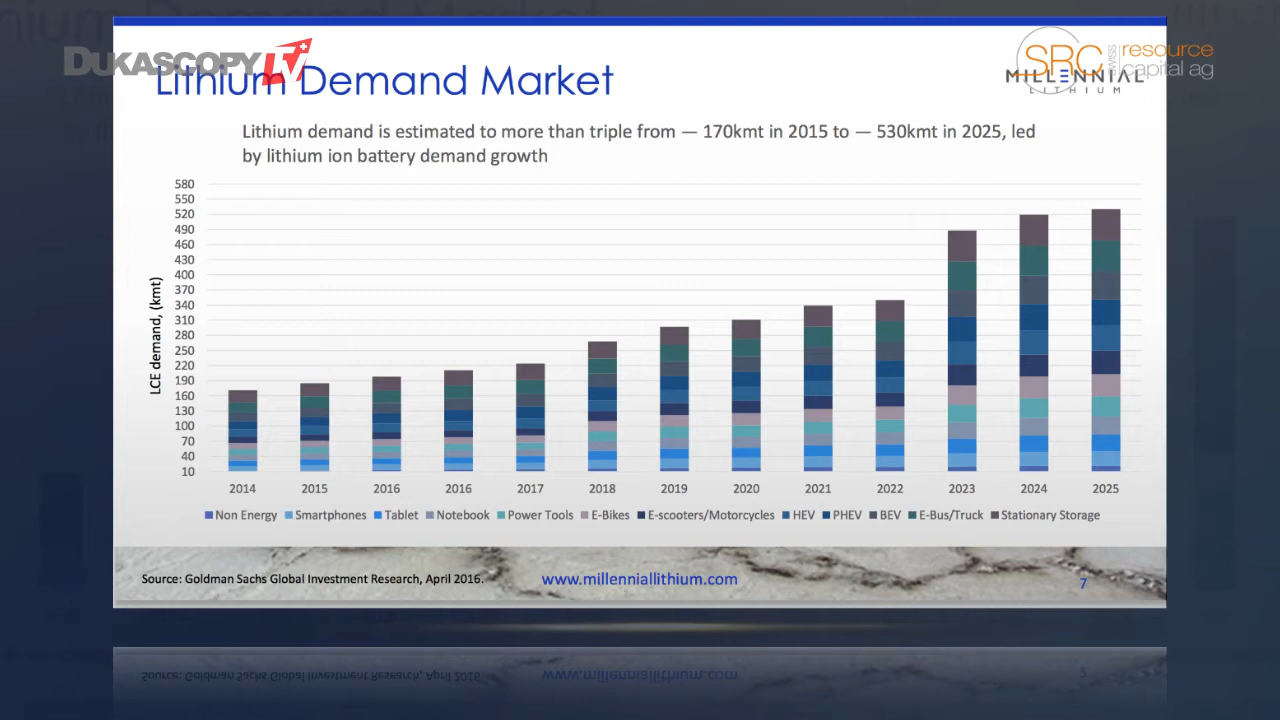 DUKASCOPY TV
SRC swiss resource
capital ag
MILLENNIAL
LITHIUM
Lithium Demand Market
Lithium demand is estimated to more than triple from — 170kmt in 2015 to — 530kmt in 2025, led
by lithium ion battery demand growth
LCE demand, (kmt)
580
550
520
490
460
430
400
370
340
310
280
250
220
190
160
130
100
70
40
10
2014 2015 2016 2016 2017 2018 2019 2020 2021 2022 2023 2024 2025
Non Energy Smartphones Tablet Notebook Power Tools E-Bikes E-scooters/Motorcycles HEV PHEV BEV E-Bus/Truck Stationary Storage
Source: Goldman Sachs Global Investment Research, April 2016.
www.millenniallithium.com
7